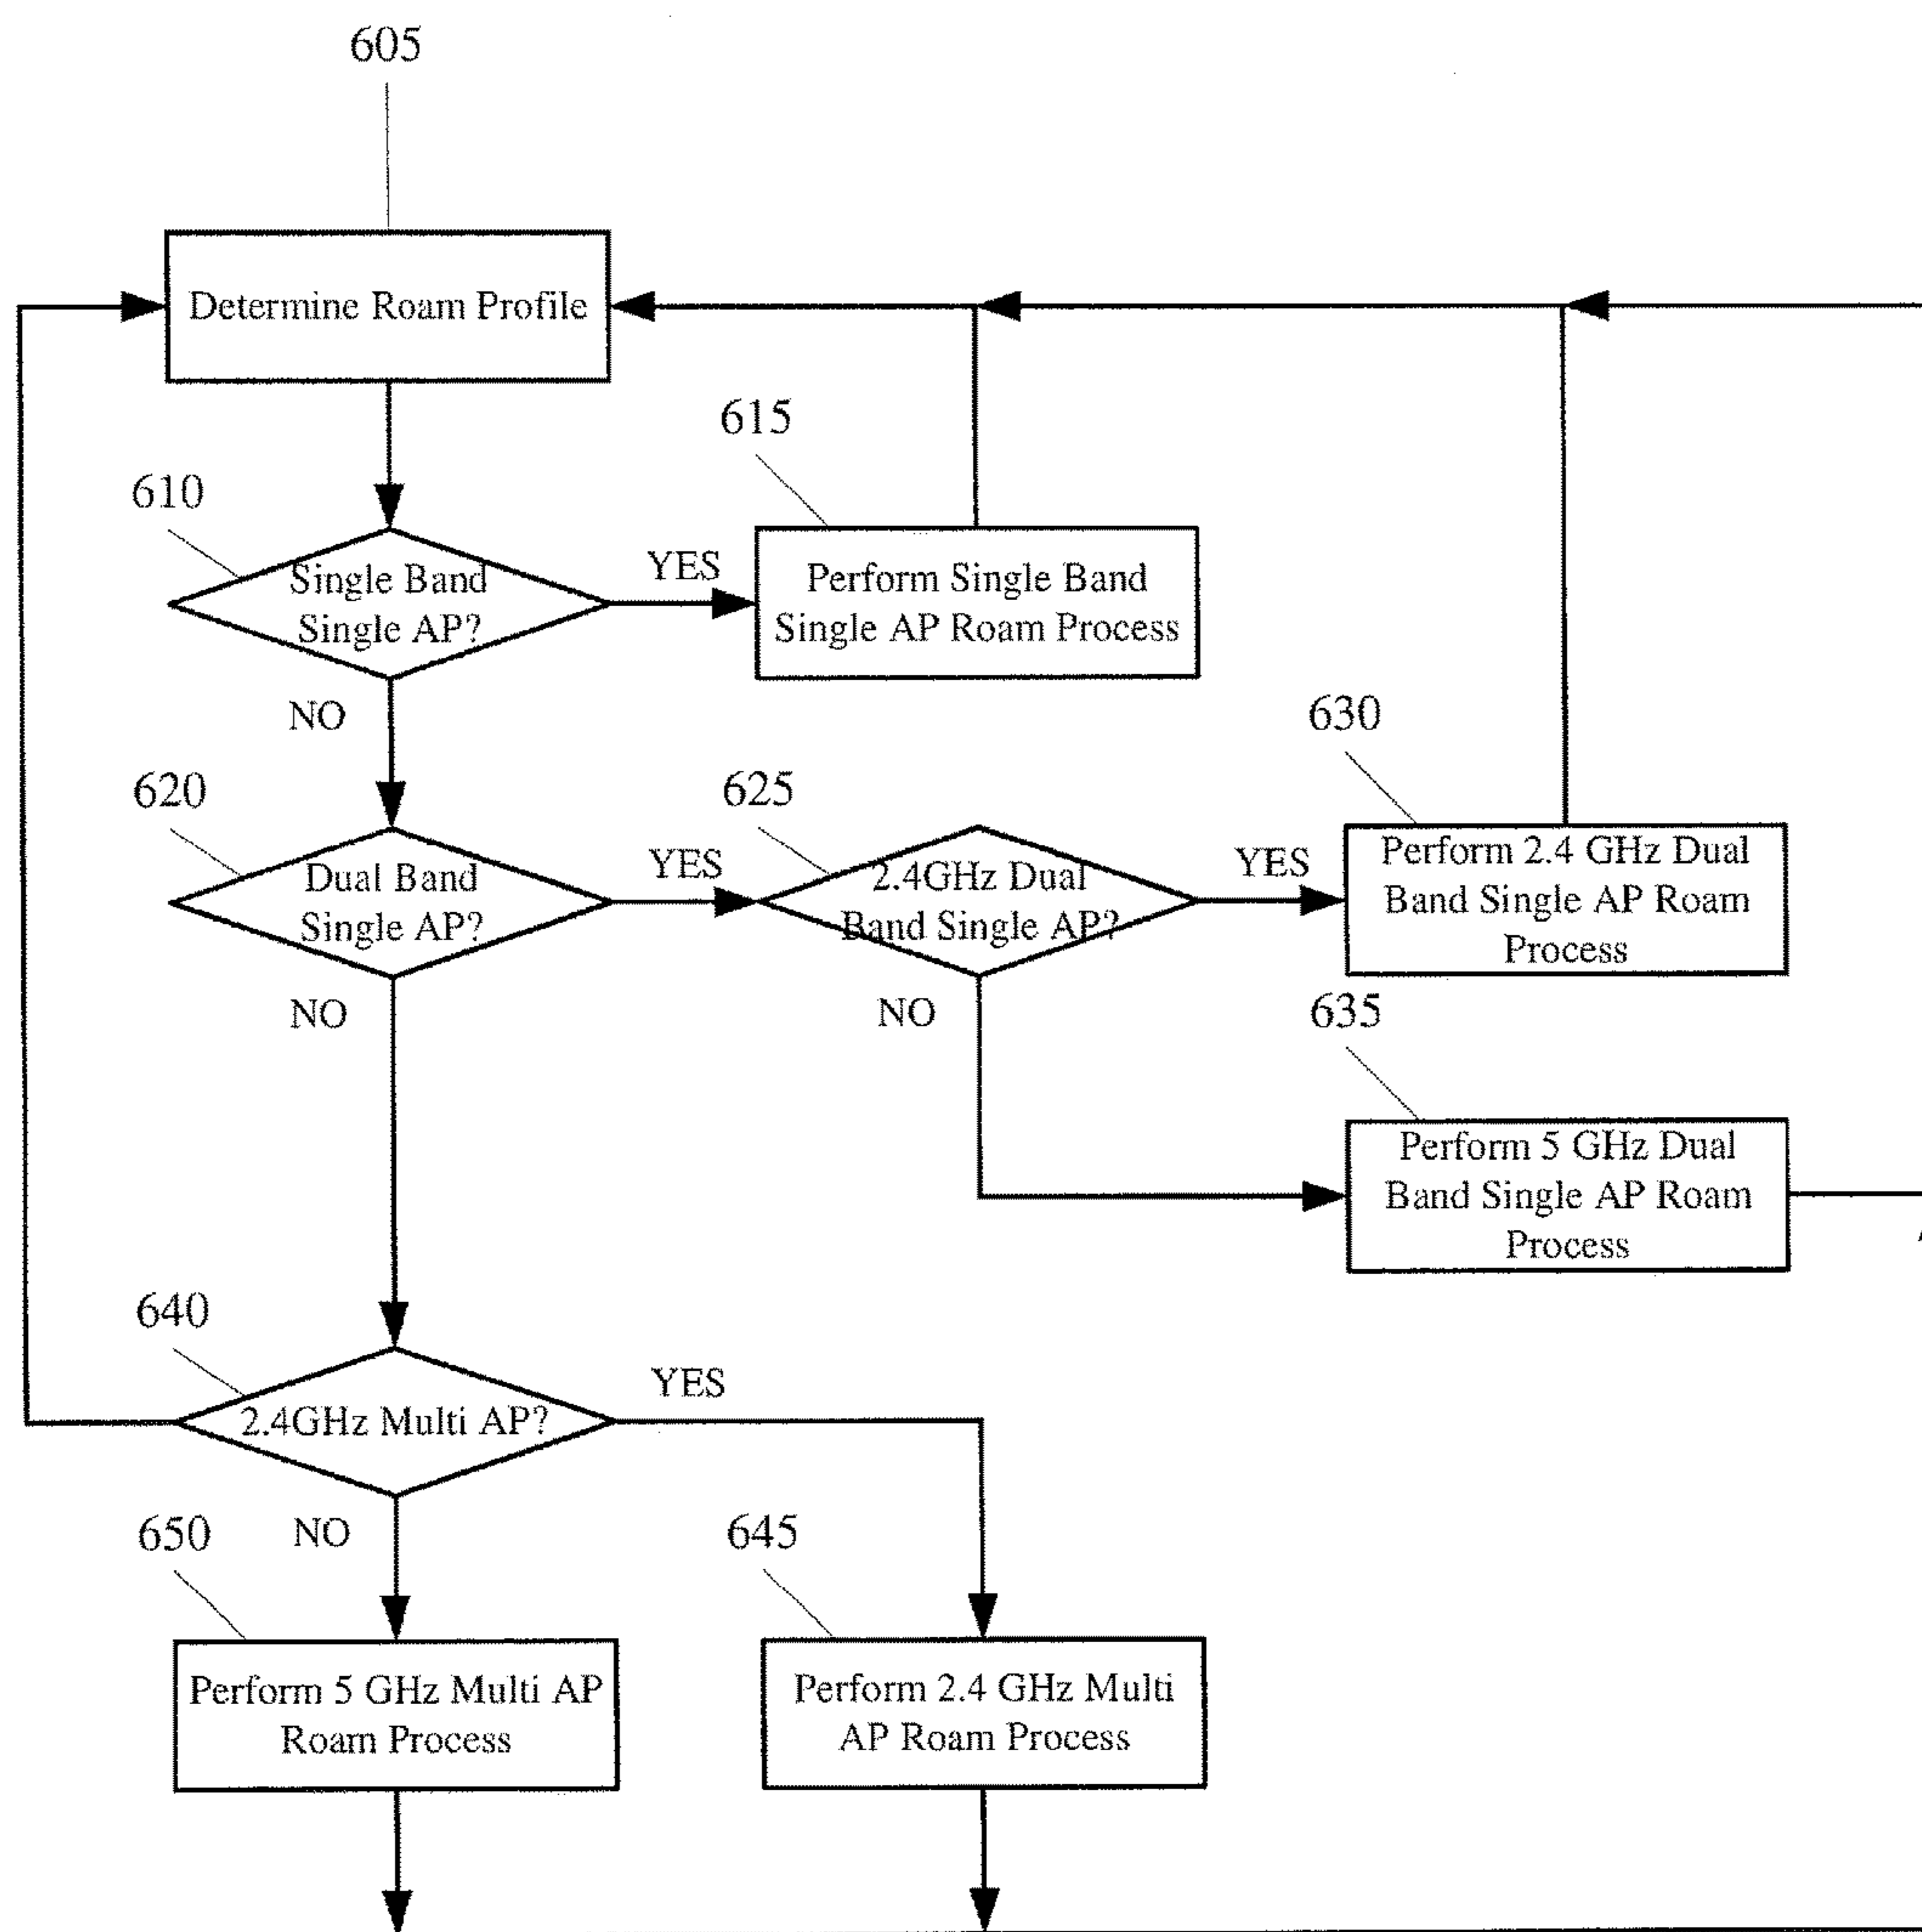 605
Determine Roam Profile
610
Single Band
Single AP?
YES
615
Perform Single Band
Single AP Roam Process
NO
620
Dual Band
Single AP?
YES
625
2.4GHz Dual
Band Single AP?
YES
630
Perform 2.4 GHz Dual
Band Single AP Roam
Process
NO
NO
635
Perform 5 GHz Dual
Band Single AP Roam
Process
640
2.4GHz Multi AP?
YES
NO
650
Perform 5 GHz Multi AP
Roam Process
645
Perform 2.4 GHz Multi
AP Roam Process